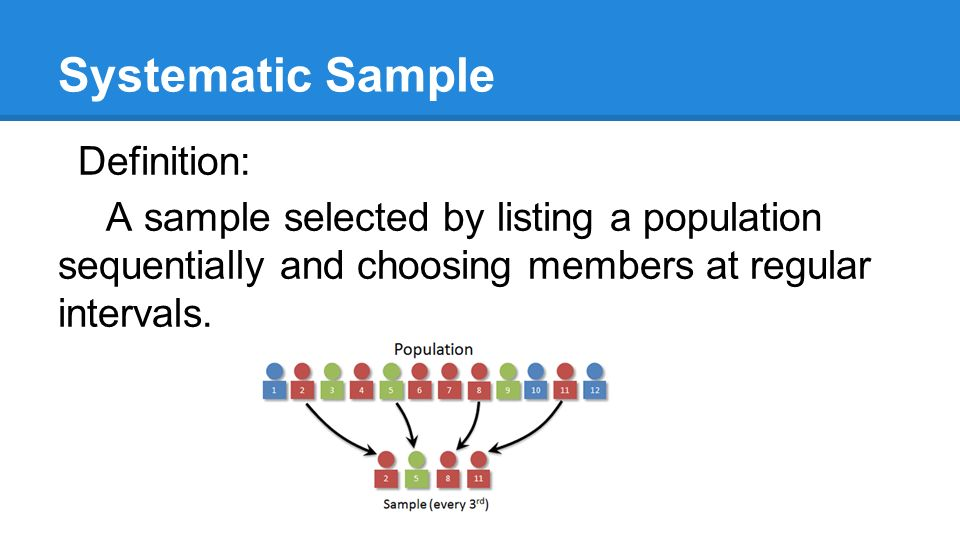 Systematic Sample
Definition:
A sample selected by listing a population
sequentially and choosing members at regular
intervals.
Population
1 2 3 4 5 6 7 8 9 10 11 12
2 5 8 11
Sample (every 3rd)